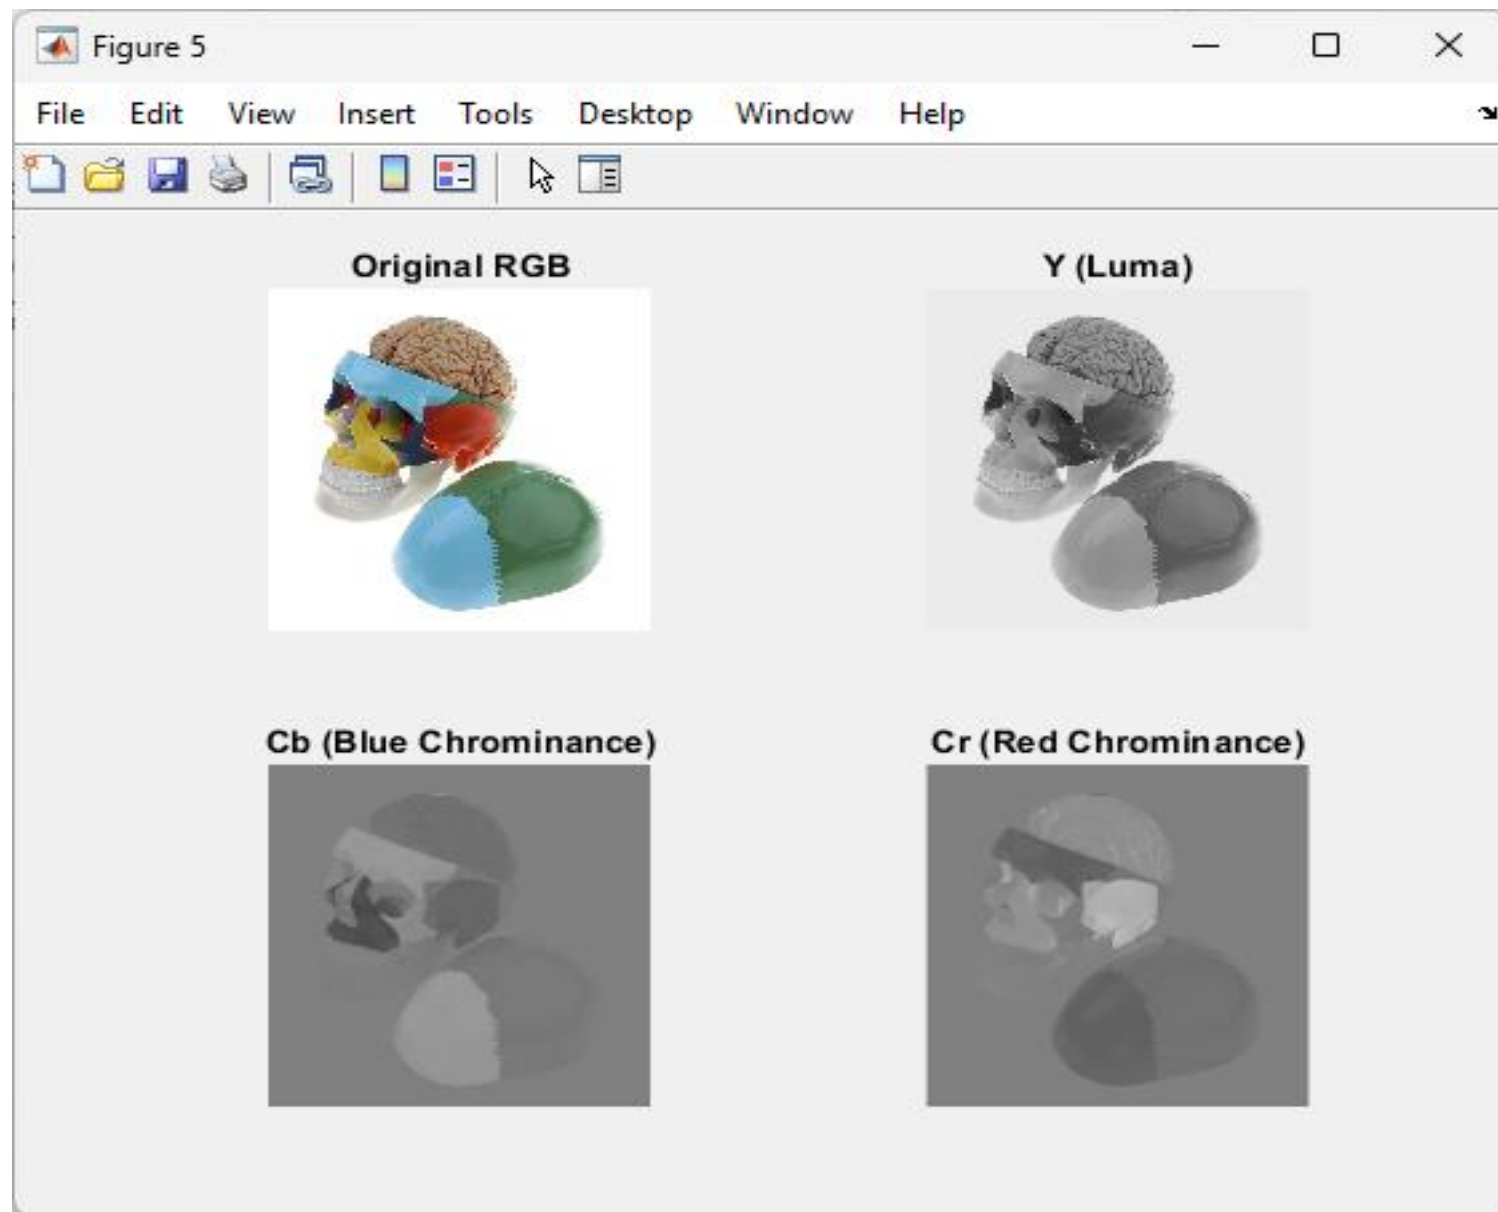 Figure 5
File Edit View Insert Tools Desktop Window Help
Original RGB
Y (Luma)
Cb (Blue Chrominance)
Cr (Red Chrominance)